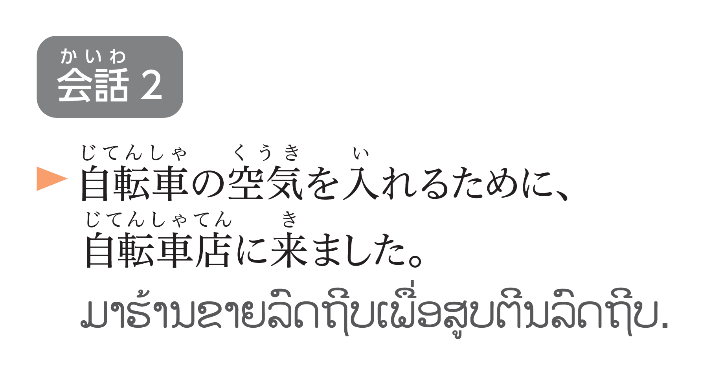 かいわ
会話 2
じてんしゃ くうき い
自転車の空気を入れるために、
じてんしゃてん き
自転車店に来ました。
ມາຮ້ານຂາຍລົດຖີບເພື່ອສູບຕີນລົດຖີບ.